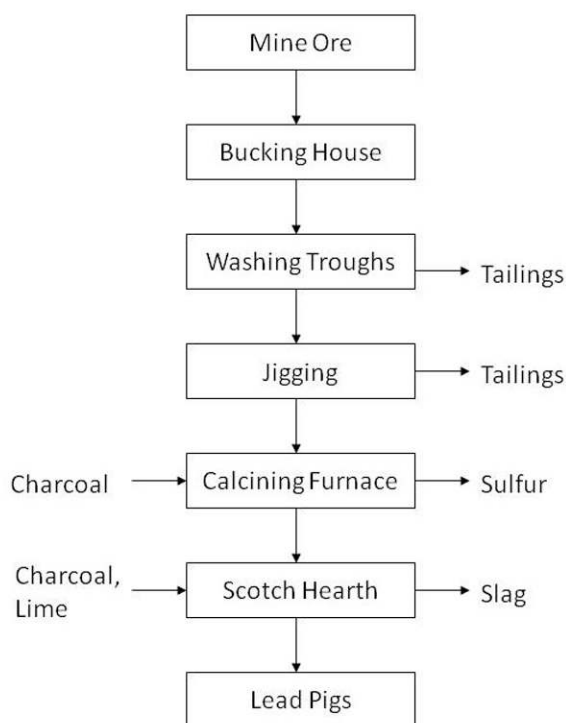 Mine Ore
Bucking House
Washing Troughs
Tailings
Jigging
Tailings
Charcoal
Calcining Furnace
Sulfur
Charcoal,
Lime
Scotch Hearth
Slag
Lead Pigs